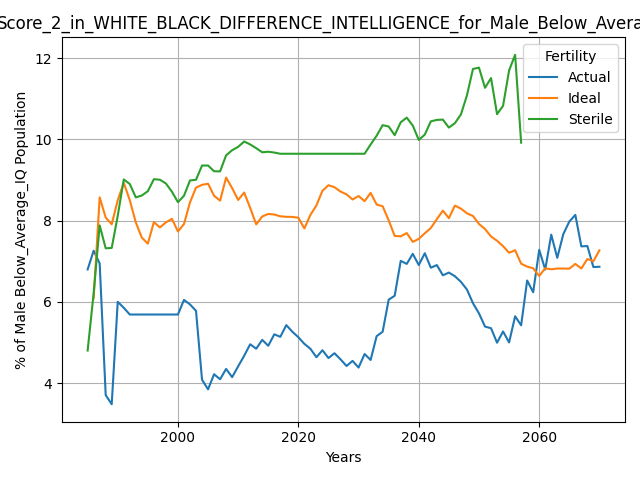 Score_2_in_WHITE_BLACK_DIFFERENCE_INTELLIGENCE_for_Male_Below_Avera
Fertility
Actual
Ideal
Sterile
% of Male Below_Average_IQ Population
12
10
8
6
4
2000 2020 2040 2060
Years